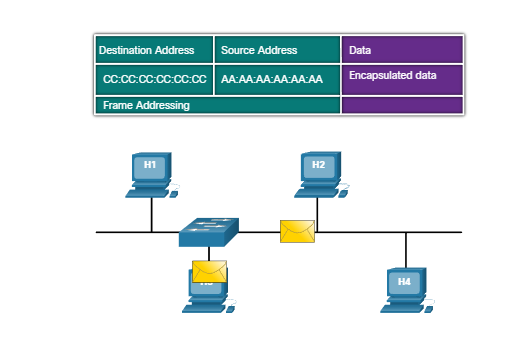 Destination Address Source Address Data
CC:CC:CC:CC:CC:CC AA:AA:AA:AA:AA:AA Encapsulated data
Frame Addressing
H1 H2
H4